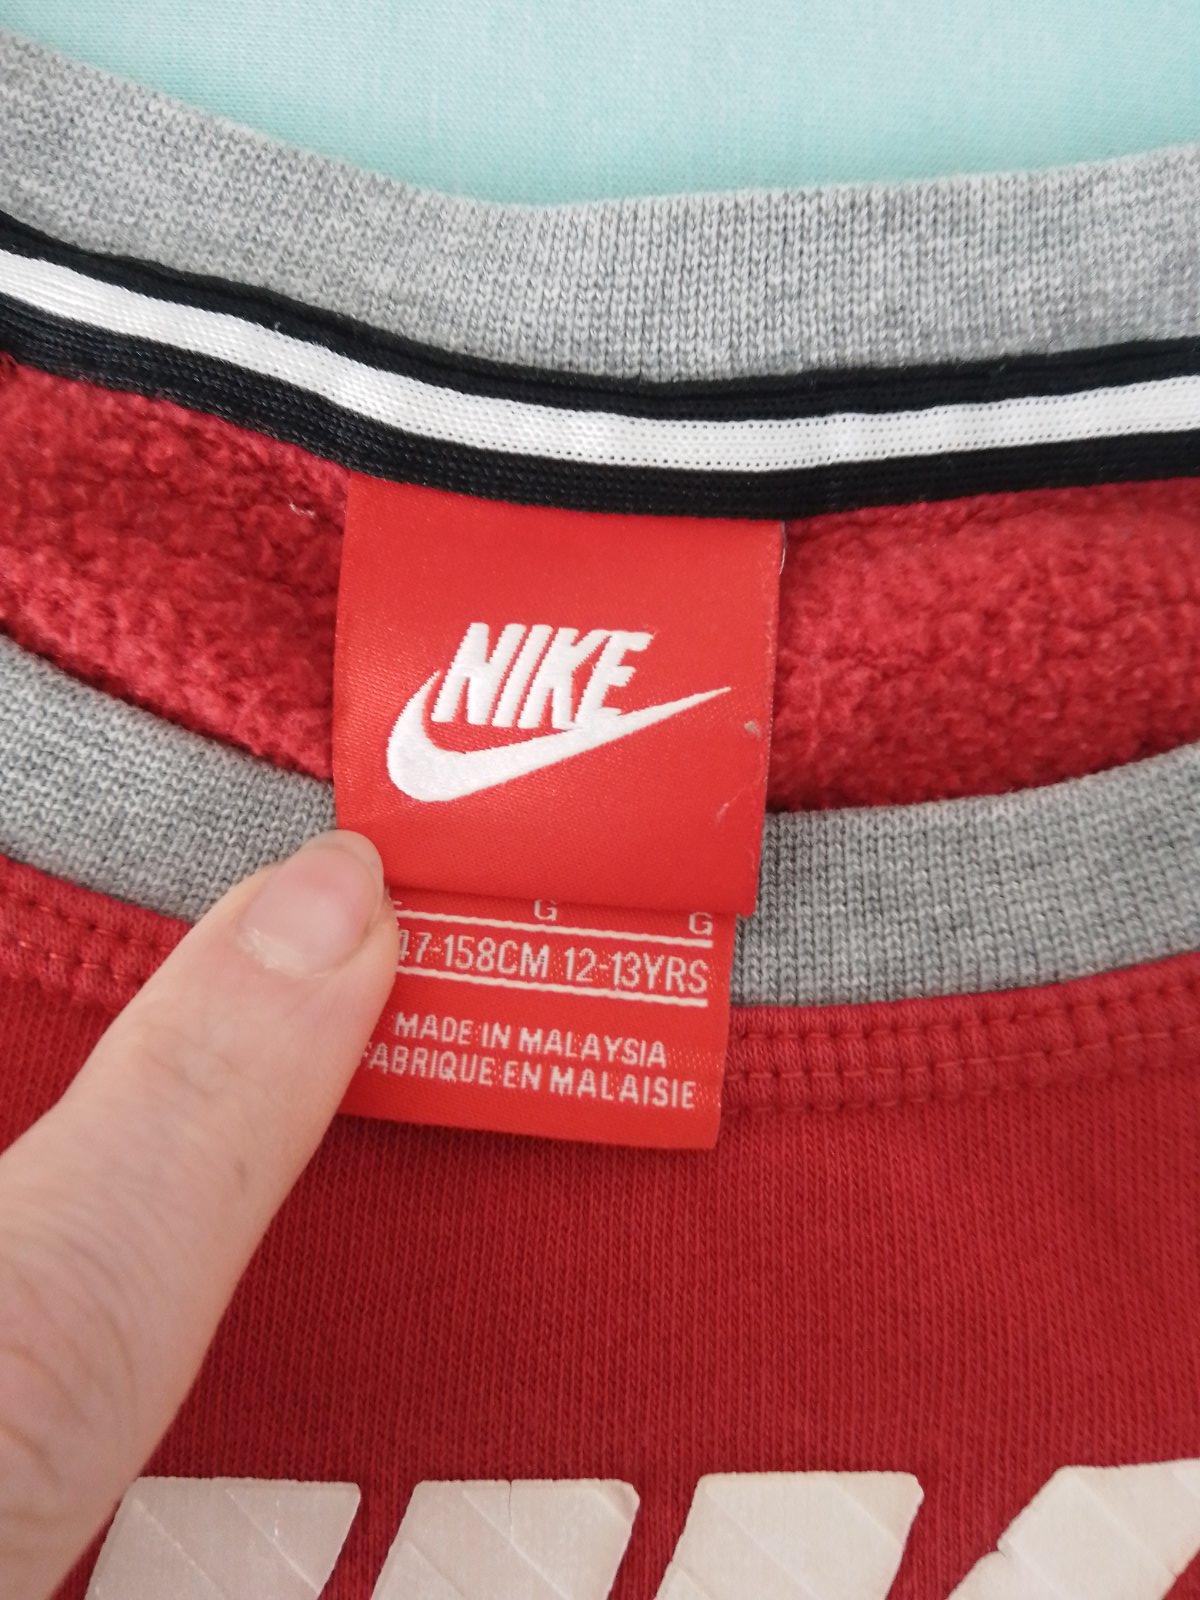 NIKE
G G
47-158CM 12-13YRS
MADE IN MALAYSIA
FABRIQUE EN MALAISIE